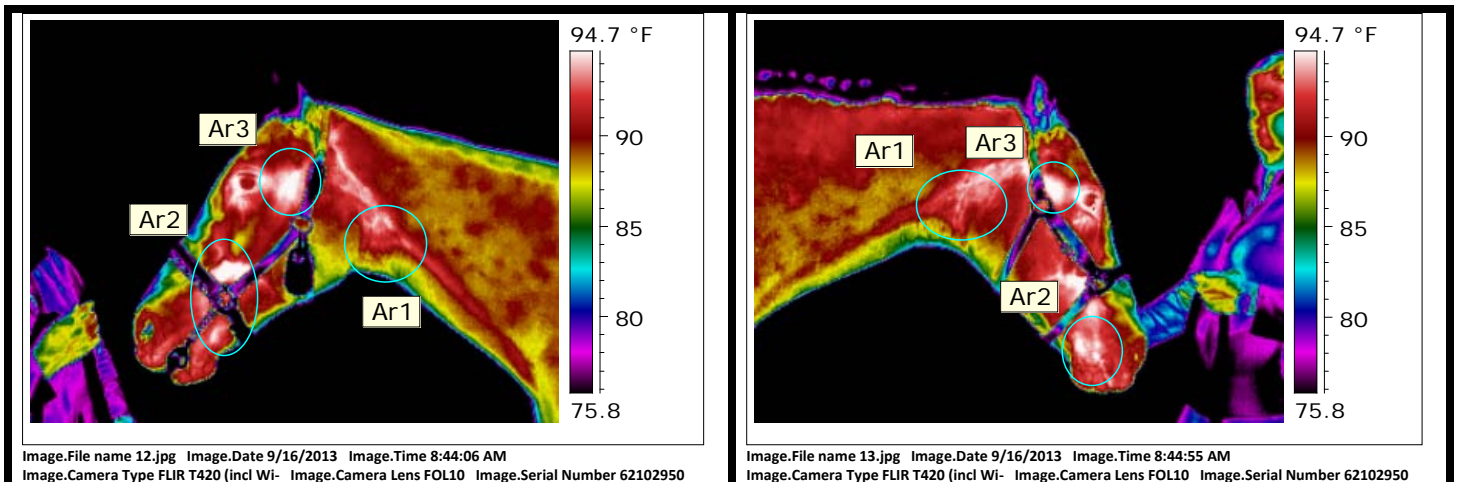 94.7 °F
Ar3
Ar2
Ar1
90
85
80
75.8
Image.File name 12.jpg Image.Date 9/16/2013 Image.Time 8:44:06 AM
Image.Camera Type FLIR T420 (incl Wi- Image.Camera Lens FOL10 Image.Serial Number 62102950
94.7 °F
Ar1
Ar3
Ar2
90
85
80
75.8
Image.File name 13.jpg Image.Date 9/16/2013 Image.Time 8:44:55 AM
Image.Camera Type FLIR T420 (incl Wi- Image.Camera Lens FOL10 Image.Serial Number 62102950